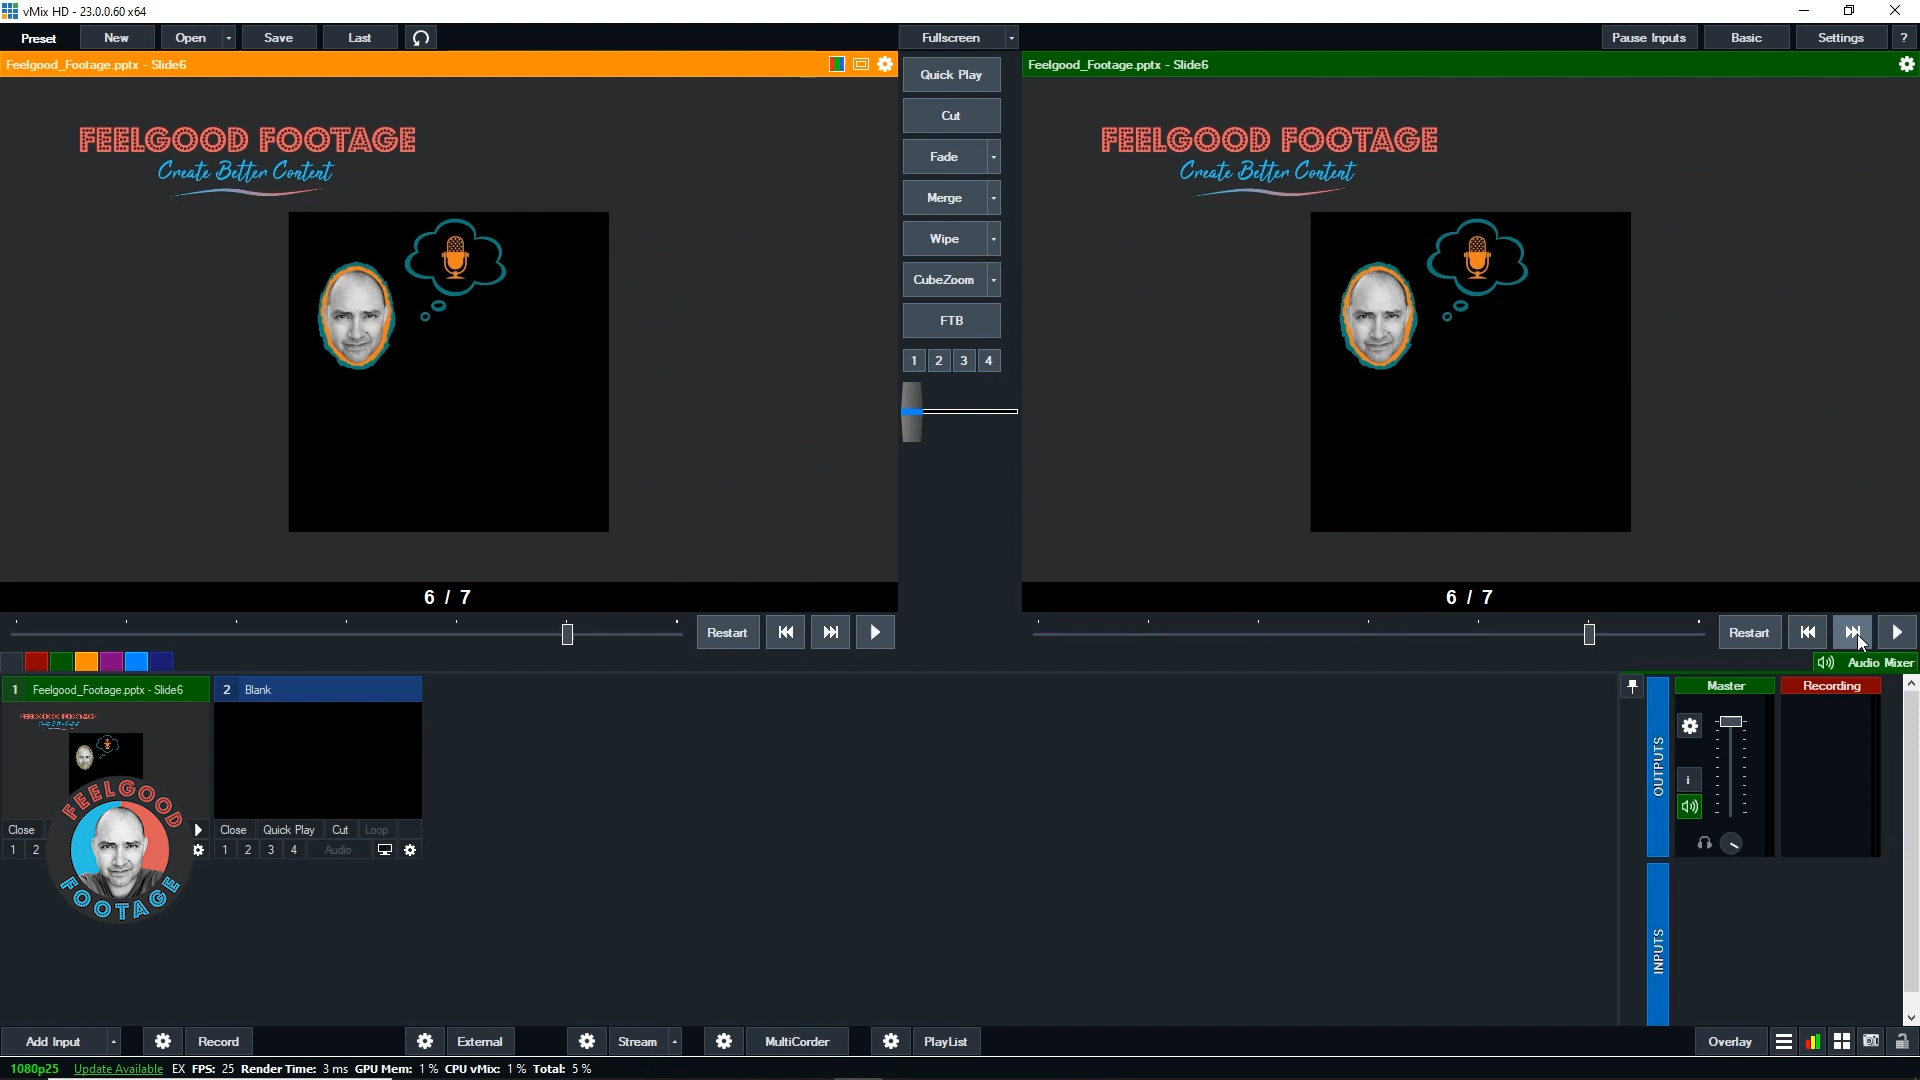 vMix HD - 23.0.0.60 x64
Preset New Open Save Last Fullscreen Pause Inputs Basic Settings ?
Feelgood_Footage.pptx - Slide6
Feelgood_Footage.pptx - Slide6
FEELGOOD FOOTAGE
Create Better Content
6 / 7
Restart
Quick Play
Cut
Fade
Merge
Wipe
CubeZoom
FTB
1 2 3 4
FEELGOOD FOOTAGE
Create Better Content
6 / 7
Restart
Audio Mixer
1 Feelgood_Footage.pptx - Slide6
FEELGOOD FOOTAGE
Close
1 2
FEELGOOD
FOOTAGE
2 Blank
Close Quick Play Cut Loop
1 2 3 4 Audio
OUTPUTS
INPUTS
Master Recording
i
Add Input Record External Stream MultiCorder PlayList Overlay
1080p25 Update Available EX FPS: 25 Render Time: 3 ms GPU Mem: 1 % CPU vMix: 1 % Total: 5 %